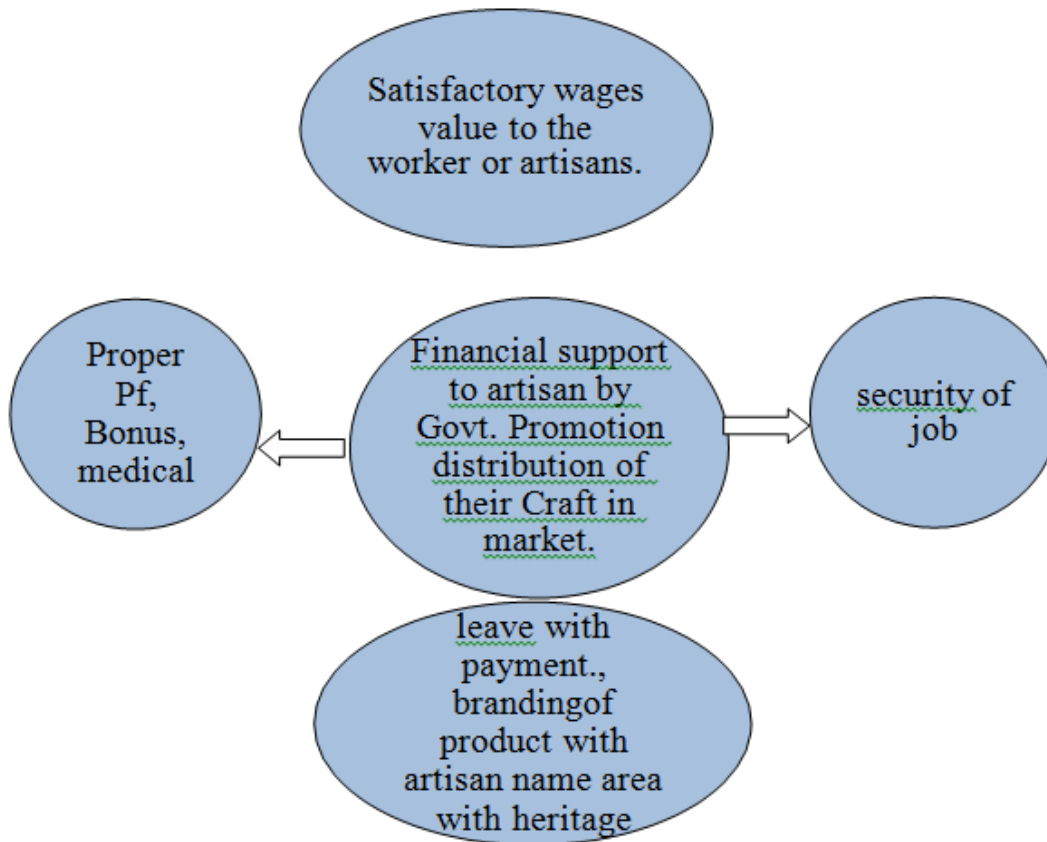 Satisfactory wages
value to the
worker or artisans.
Proper
Pf,
Bonus,
medical
Financial support
to artisan by
Govt. Promotion
distribution of
their Craft in
market.
security of
job
leave with
payment.,
brandingof
product with
artisan name area
with heritage